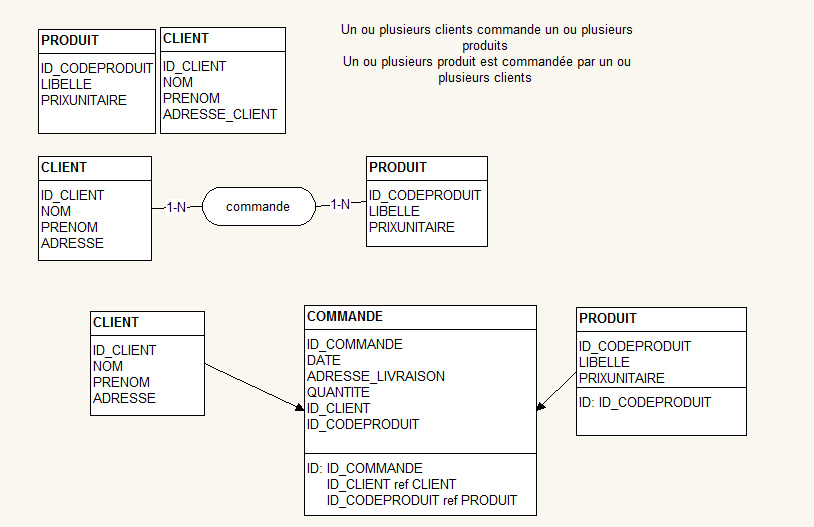 Un ou plusieurs clients commande un ou plusieurs
produits
Un ou plusieurs produit est commandée par un ou
plusieurs clients
PRODUIT
ID_CODEPRODUIT
LIBELLE
PRIXUNITAIRE
CLIENT
ID_CLIENT
NOM
PRENOM
ADRESSE_CLIENT
CLIENT
ID_CLIENT
NOM
PRENOM
ADRESSE
1-N
commande
1-N
PRODUIT
ID_CODEPRODUIT
LIBELLE
PRIXUNITAIRE
CLIENT
ID_CLIENT
NOM
PRENOM
ADRESSE
COMMANDE
ID_COMMANDE
DATE
ADRESSE_LIVRAISON
QUANTITE
ID_CLIENT
ID_CODEPRODUIT
ID: ID_COMMANDE
ID_CLIENT ref CLIENT
ID_CODEPRODUIT ref PRODUIT
PRODUIT
ID_CODEPRODUIT
LIBELLE
PRIXUNITAIRE
ID: ID_CODEPRODUIT